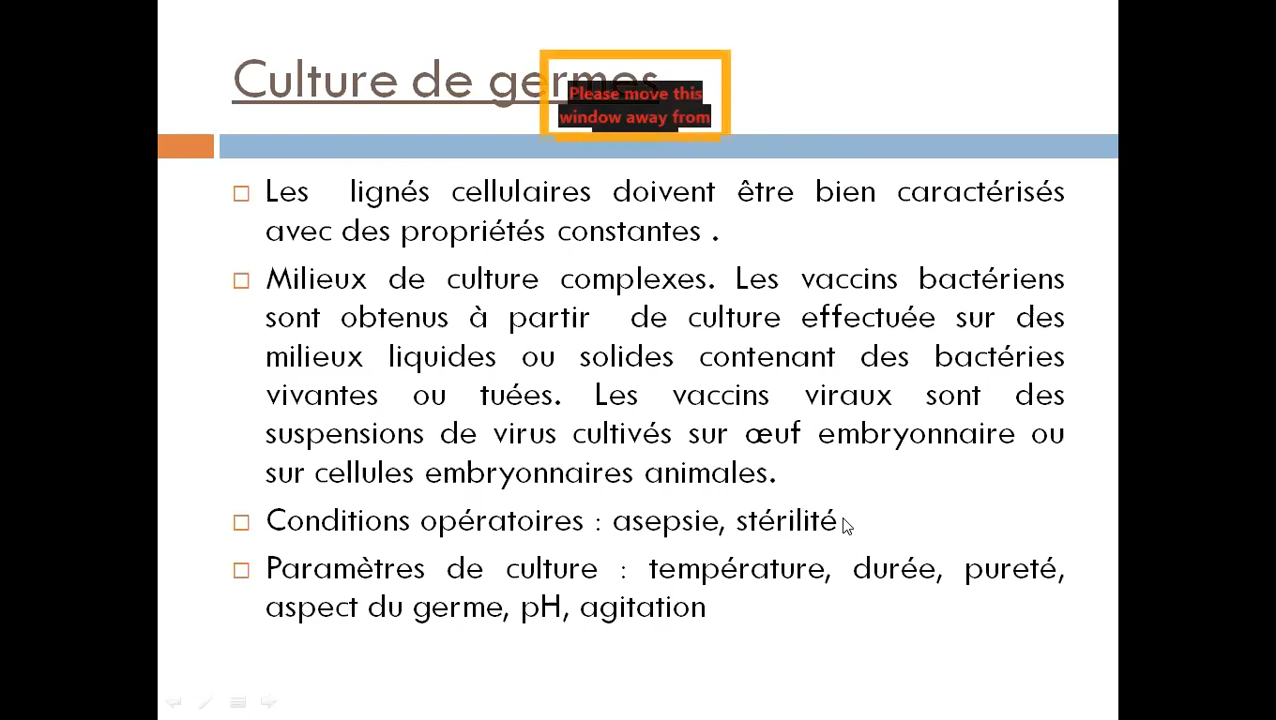 Culture de germes
Please move this
window away from
Les lignés cellulaires doivent être bien caractérisés
avec des propriétés constantes .
Milieux de culture complexes. Les vaccins bactériens
sont obtenus à partir de culture effectuée sur des
milieux liquides ou solides contenant des bactéries
vivantes ou tuées. Les vaccins viraux sont des
suspensions de virus cultivés sur œuf embryonnaire ou
sur cellules embryonnaires animales.
Conditions opératoires : asepsie, stérilité
Paramètres de culture : température, durée, pureté,
aspect du germe, pH, agitation